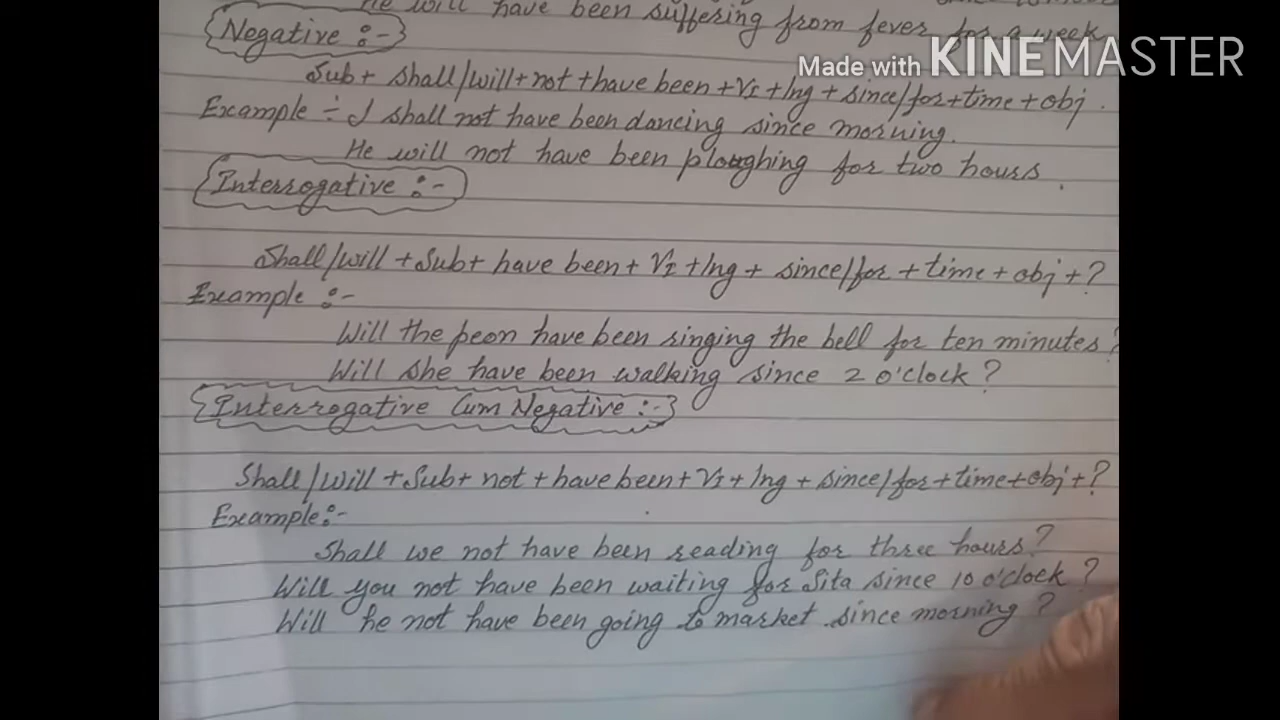 He will have been suffering from fever for a week
Made with KINEMASTER
Negative :-
Sub + shall/will + not + have been + V1 + Ing + since/for + time + obj.
Example ÷ I shall not have been dancing since morning.
He will not have been ploughing for two hours.
Interrogative :-
Shall/will + Sub + have been + V1 + Ing + since/for + time + obj + ?
Example :-
Will the peon have been ringing the bell for ten minutes ?
Will she have been walking since 2 o'clock ?
Interrogative Cum Negative :-
Shall/Will + Sub + not + have been + V1 + Ing + since/for + time + obj + ?
Example :-
Shall we not have been reading for three hours ?
Will you not have been waiting for Sita since 10 o'clock ?
Will he not have been going to market since morning ?